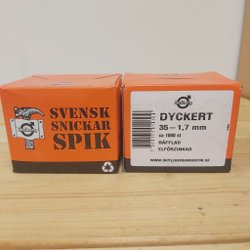 SVENSK
SNICKAR
SPIK
DYCKERT
35 – 1,7 mm
ca 1000 st
RÄFFLAD
ELFÖRZINKAD